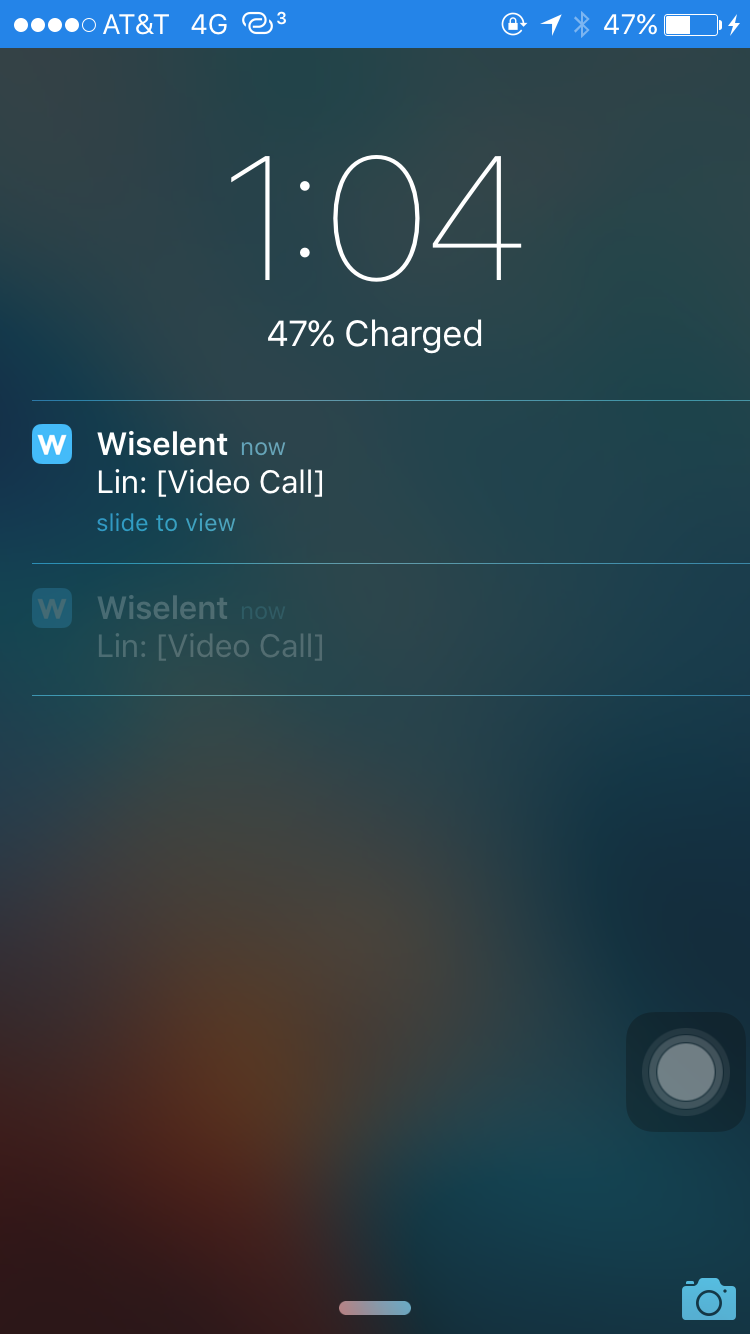 AT&T 4G 3 47%
1:04
47% Charged
W Wiselent now
Lin: [Video Call]
slide to view
W Wiselent now
Lin: [Video Call]